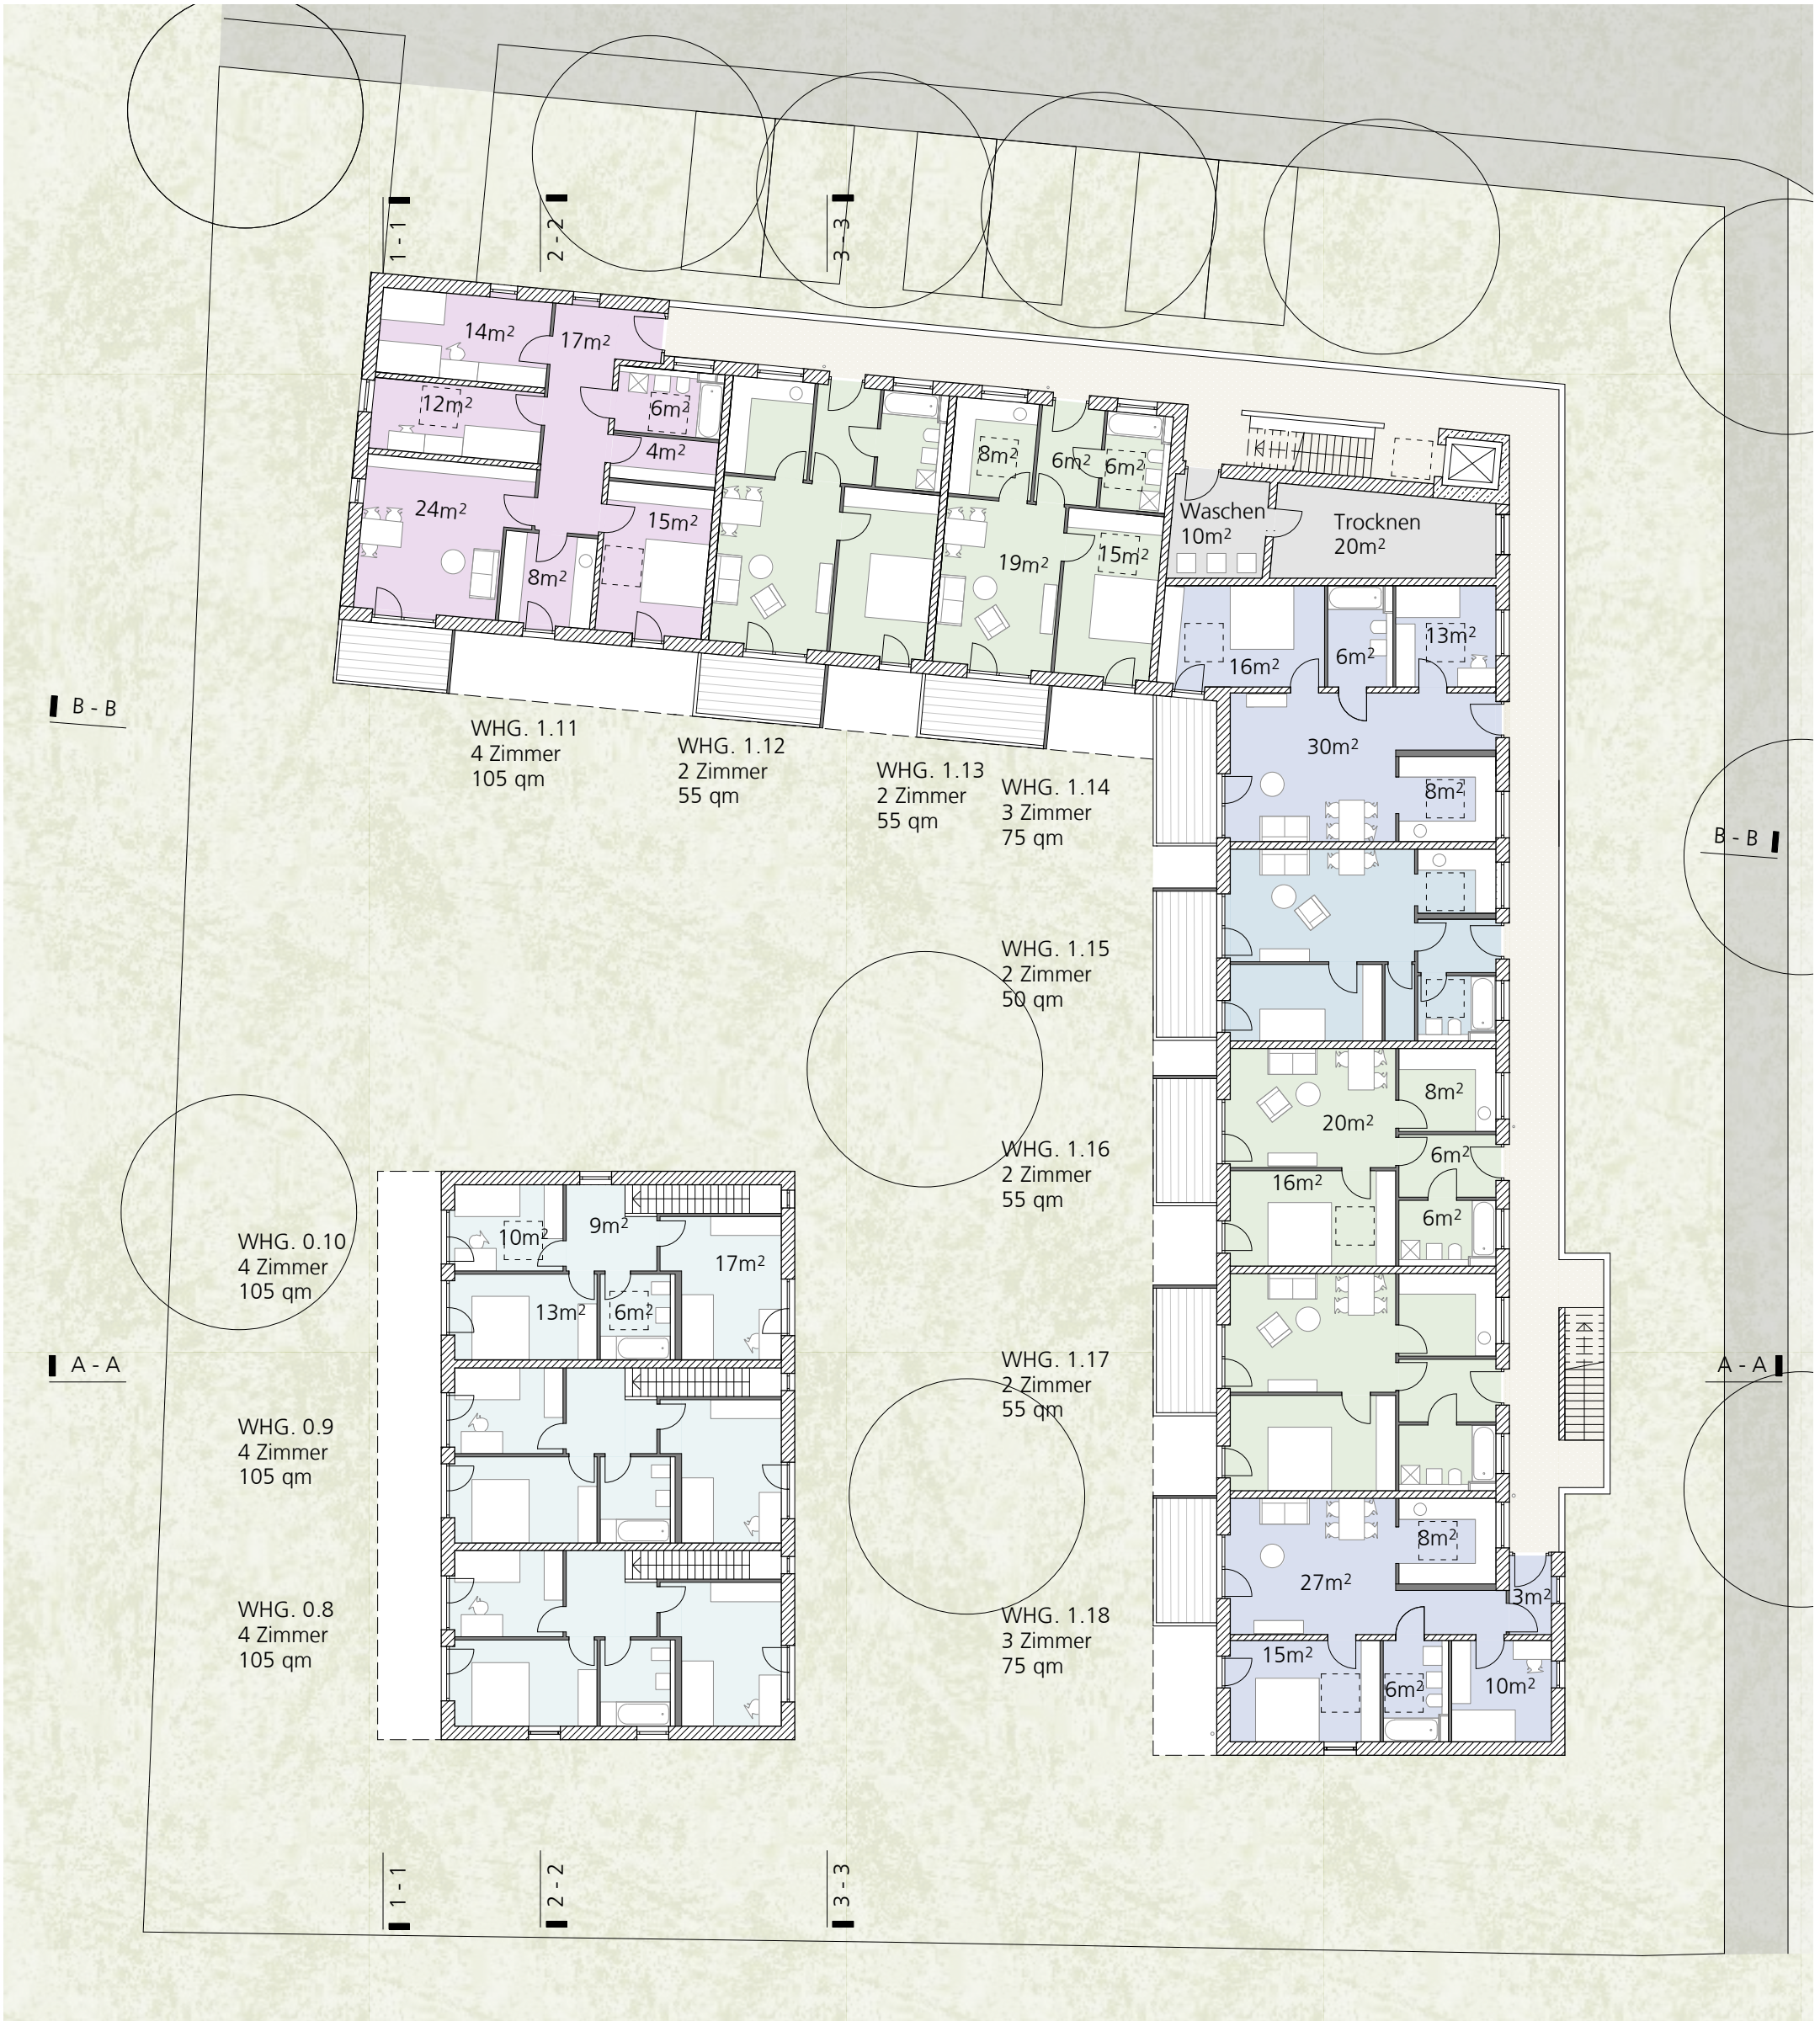 1 - 1
2 - 2
3 - 3
14m²
17m²
12m²
6m²
4m²
24m²
15m²
8m²
8m²
6m²
6m²
19m²
15m²
Waschen
10m²
Trocknen
20m²
16m²
6m²
13m²
30m²
8m²
B - B
B - B
WHG. 1.11
4 Zimmer
105 qm
WHG. 1.12
2 Zimmer
55 qm
WHG. 1.13
2 Zimmer
55 qm
WHG. 1.14
3 Zimmer
75 qm
WHG. 1.15
2 Zimmer
50 qm
WHG. 1.16
2 Zimmer
55 qm
8m²
20m²
6m²
16m²
6m²
WHG. 0.10
4 Zimmer
105 qm
10m²
9m²
17m²
13m²
6m²
A - A
A - A
WHG. 1.17
2 Zimmer
55 qm
WHG. 0.9
4 Zimmer
105 qm
WHG. 0.8
4 Zimmer
105 qm
WHG. 1.18
3 Zimmer
75 qm
8m²
27m²
3m²
15m²
6m²
10m²
1 - 1
2 - 2
3 - 3